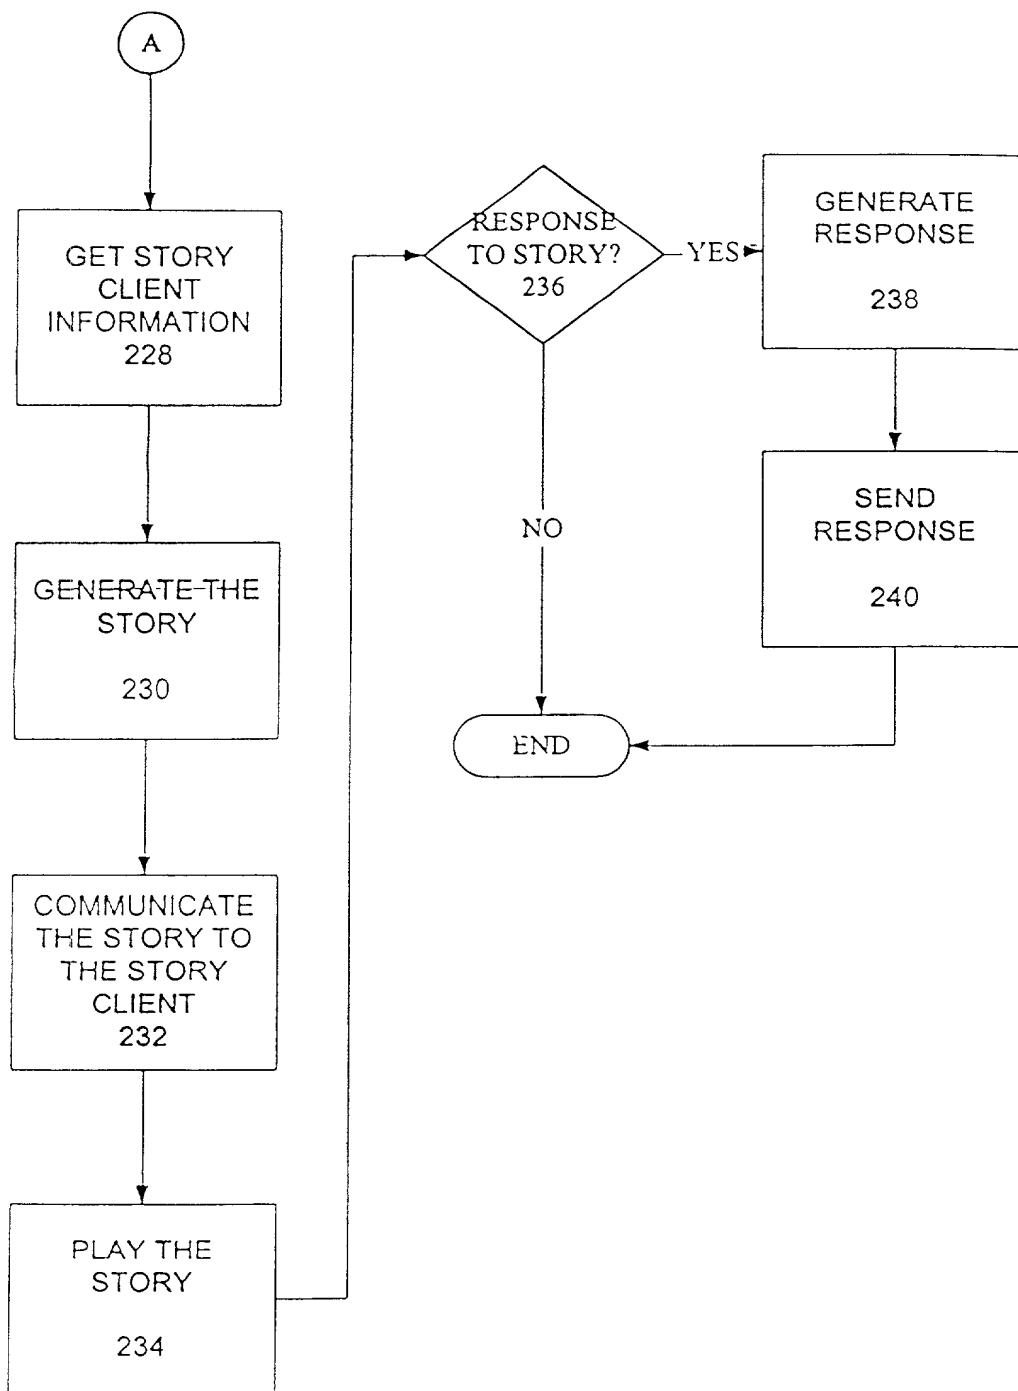 A
GET STORY
CLIENT
INFORMATION
228
GENERATE THE
STORY
230
COMMUNICATE
THE STORY TO
THE STORY
CLIENT
232
PLAY THE
STORY
234
RESPONSE
TO STORY?
236
YES
NO
GENERATE
RESPONSE
238
SEND
RESPONSE
240
END